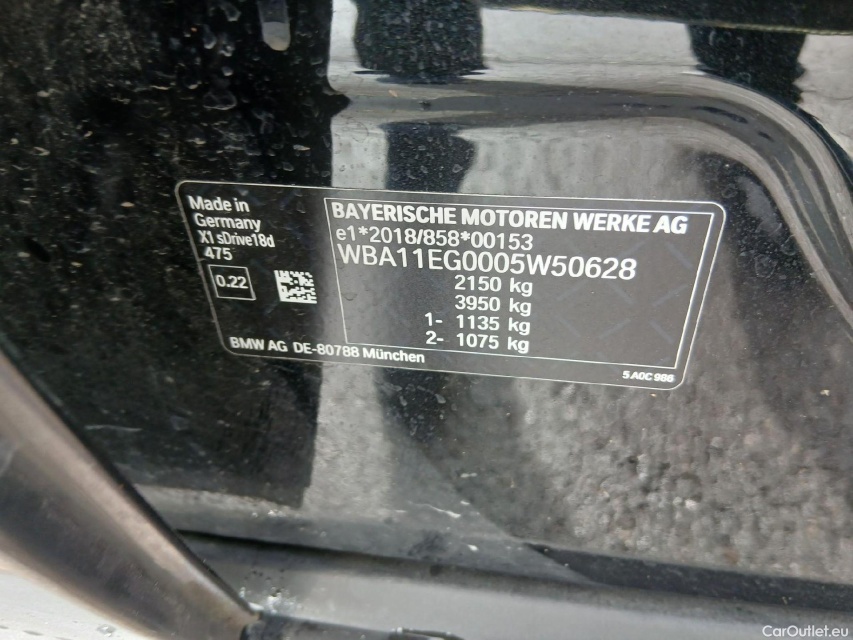 Made in
Germany
X1 sDrive18d
475
0.22
BMW AG DE-80788 München
BAYERISCHE MOTOREN WERKE AG
e1*2018/858*00153
WBA11EG0005W50628
2150 kg
3950 kg
1- 1135 kg
2- 1075 kg
5 A0C 986
CarOutlet.eu